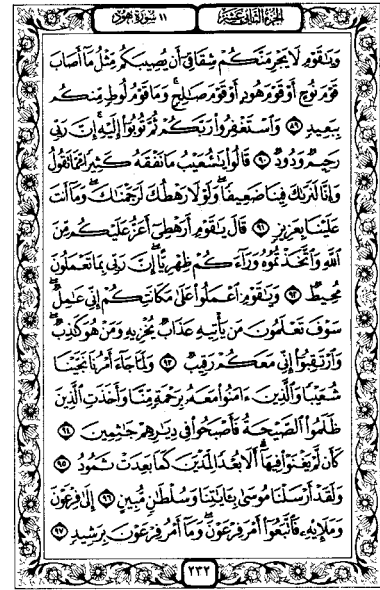 الجزء الثاني عشر
١١ سورة هود
وَيَٰقَوْمِ لَا يَجْرِمَنَّكُمْ شِقَاقِىٓ أَن يُصِيبَكُم مِّثْلُ مَآ أَصَابَ
قَوْمَ نُوحٍ أَوْ قَوْمَ هُودٍ أَوْ قَوْمَ صَٰلِحٍ ۚ وَمَا قَوْمُ لُوطٍ مِّنكُم
بِبَعِيدٍ ٨٩ وَٱسْتَغْفِرُوا۟ رَبَّكُمْ ثُمَّ تُوبُوٓا۟ إِلَيْهِ ۚ إِنَّ رَبِّى
رَحِيمٌ وَدُودٌ ٩٠ قَالُوا۟ يَٰشُعَيْبُ مَا نَفْقَهُ كَثِيرًا مِّمَّا تَقُولُ
وَإِنَّا لَنَرَىٰكَ فِينَا ضَعِيفًا ۖ وَلَوْلَا رَهْطُكَ لَرَجَمْنَٰكَ ۖ وَمَآ أَنتَ
عَلَيْنَا بِعَزِيزٍ ٩١ قَالَ يَٰقَوْمِ أَرَهْطِىٓ أَعَزُّ عَلَيْكُم مِّنَ
ٱللَّهِ وَٱتَّخَذْتُمُوهُ وَرَآءَكُمْ ظِهْرِيًّا ۖ إِنَّ رَبِّى بِمَا تَعْمَلُونَ
مُحِيطٌ ٩٢ وَيَٰقَوْمِ ٱعْمَلُوا۟ عَلَىٰ مَكَانَتِكُمْ إِنِّى عَٰمِلٌ ۖ
سَوْفَ تَعْلَمُونَ مَن يَأْتِيهِ عَذَابٌ يُخْزِيهِ وَمَنْ هُوَ كَٰذِبٌ ۖ
وَٱرْتَقِبُوٓا۟ إِنِّى مَعَكُمْ رَقِيبٌ ٩٣ وَلَمَّا جَآءَ أَمْرُنَا نَجَّيْنَا
شُعَيْبًا وَٱلَّذِينَ ءَامَنُوا۟ مَعَهُۥ بِرَحْمَةٍ مِّنَّا وَأَخَذَتِ ٱلَّذِينَ
ظَلَمُوا۟ ٱلصَّيْحَةُ فَأَصْبَحُوا۟ فِى دِيَٰرِهِمْ جَٰثِمِينَ ٩٤
كَأَن لَّمْ يَغْنَوْا۟ فِيهَآ ۗ أَلَا بُعْدًا لِّمَدْيَنَ كَمَا بَعِدَتْ ثَمُودُ ٩٥
وَلَقَدْ أَرْسَلْنَا مُوسَىٰ بِـَٔايَٰتِنَا وَسُلْطَٰنٍ مُّبِينٍ ٩٦ إِلَىٰ فِرْعَوْنَ
وَمَلَإِي۟هِۦ فَٱتَّبَعُوٓا۟ أَمْرَ فِرْعَوْنَ ۖ وَمَآ أَمْرُ فِرْعَوْنَ بِرَشِيدٍ ٩٧
٢٣٢